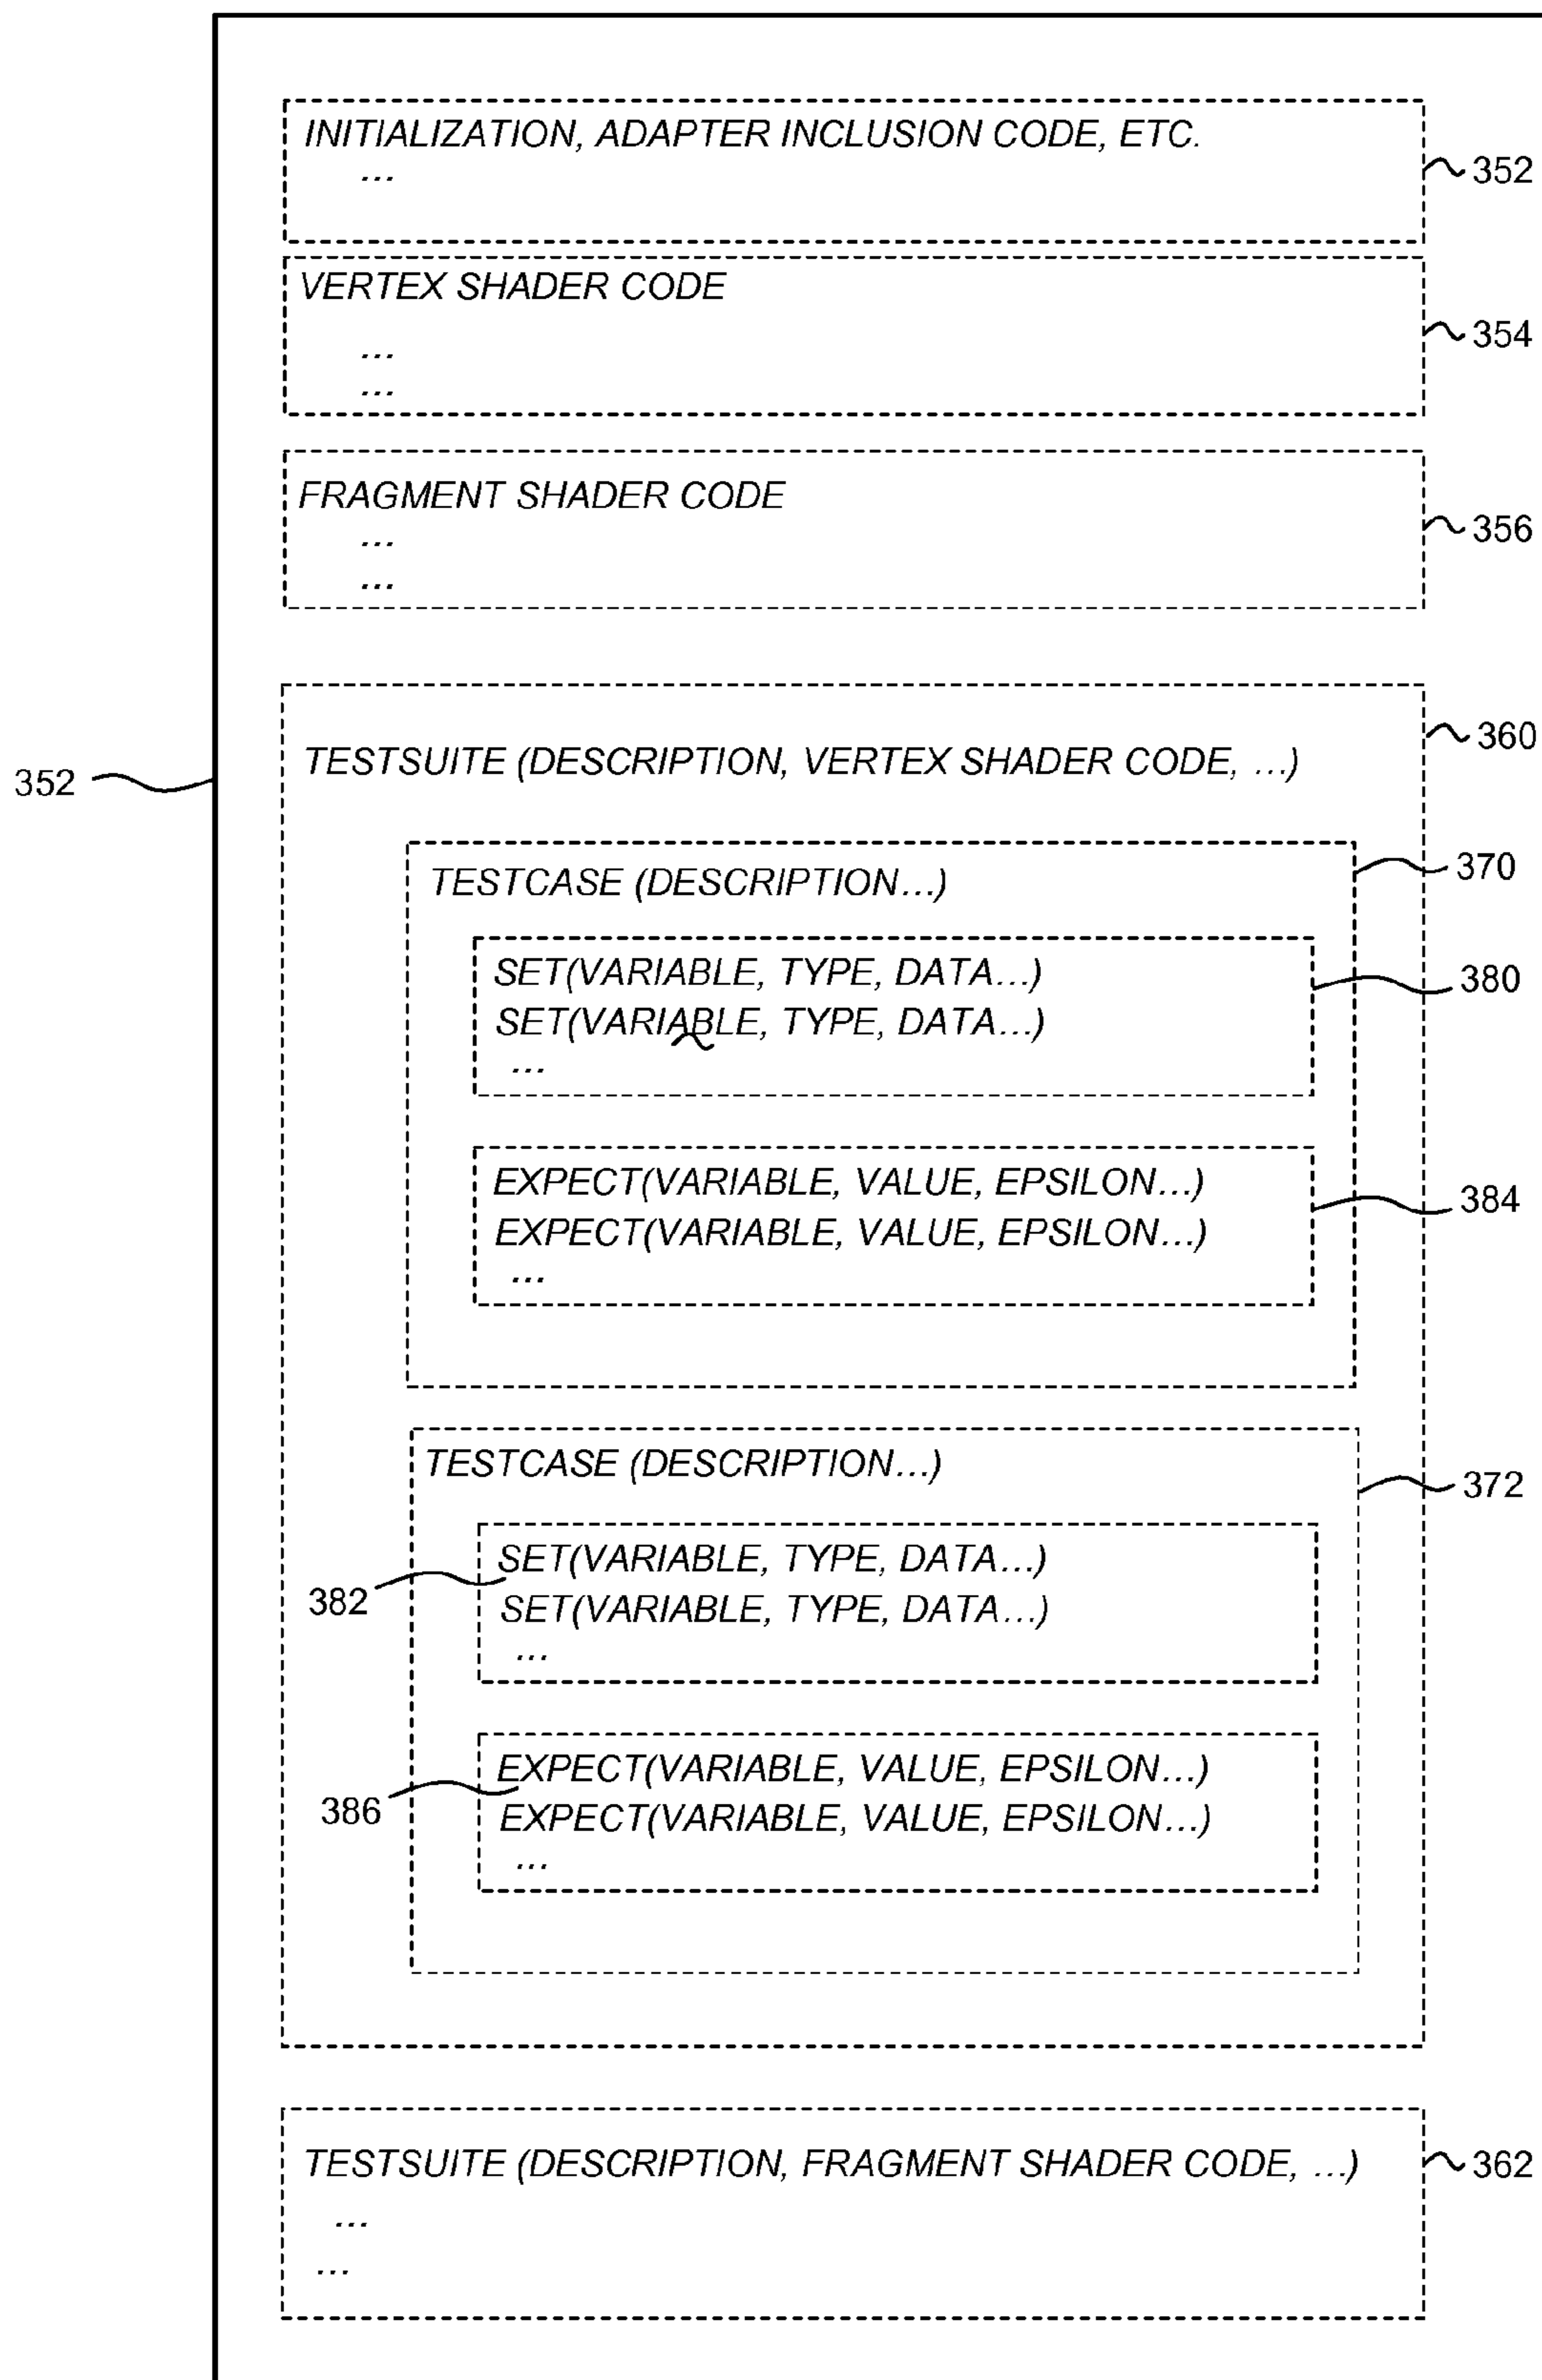 INITIALIZATION, ADAPTER INCLUSION CODE, ETC.
...
352
VERTEX SHADER CODE
...
354
...
FRAGMENT SHADER CODE
...
356
...
360
TESTSUITE (DESCRIPTION, VERTEX SHADER CODE, ...)
352
TESTCASE (DESCRIPTION...)
370
SET(VARIABLE, TYPE, DATA...)
380
SET(VARIABLE, TYPE, DATA...)
...
EXPECT(VARIABLE, VALUE, EPSILON...)
384
EXPECT(VARIABLE, VALUE, EPSILON...)
...
TESTCASE (DESCRIPTION...)
372
SET(VARIABLE, TYPE, DATA...)
382
SET(VARIABLE, TYPE, DATA...)
...
EXPECT(VARIABLE, VALUE, EPSILON...)
386
EXPECT(VARIABLE, VALUE, EPSILON...)
...
TESTSUITE (DESCRIPTION, FRAGMENT SHADER CODE, ...)
362
...
...